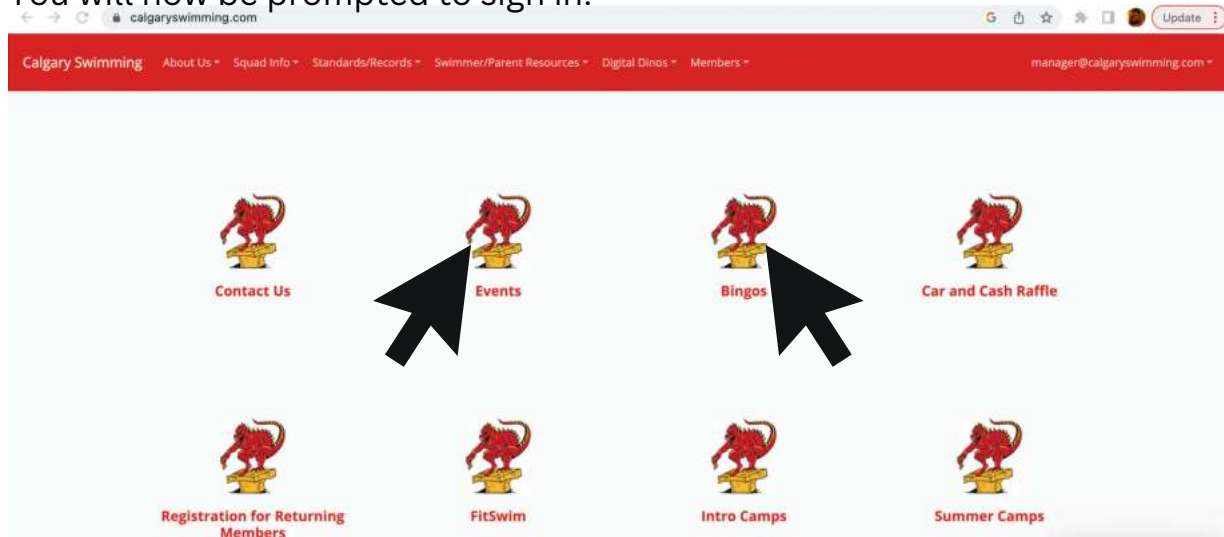 You will now be prompted to sign in.
calgaryswimming.com Update
Calgary Swimming About Us Squad Info Standards/Records Swimmer/Parent Resources Digital Dinos Members manager@calgaryswimming.com
Contact Us Events Bingos Car and Cash Raffle
Registration for Returning FitSwim Intro Camps Summer Camps
Members